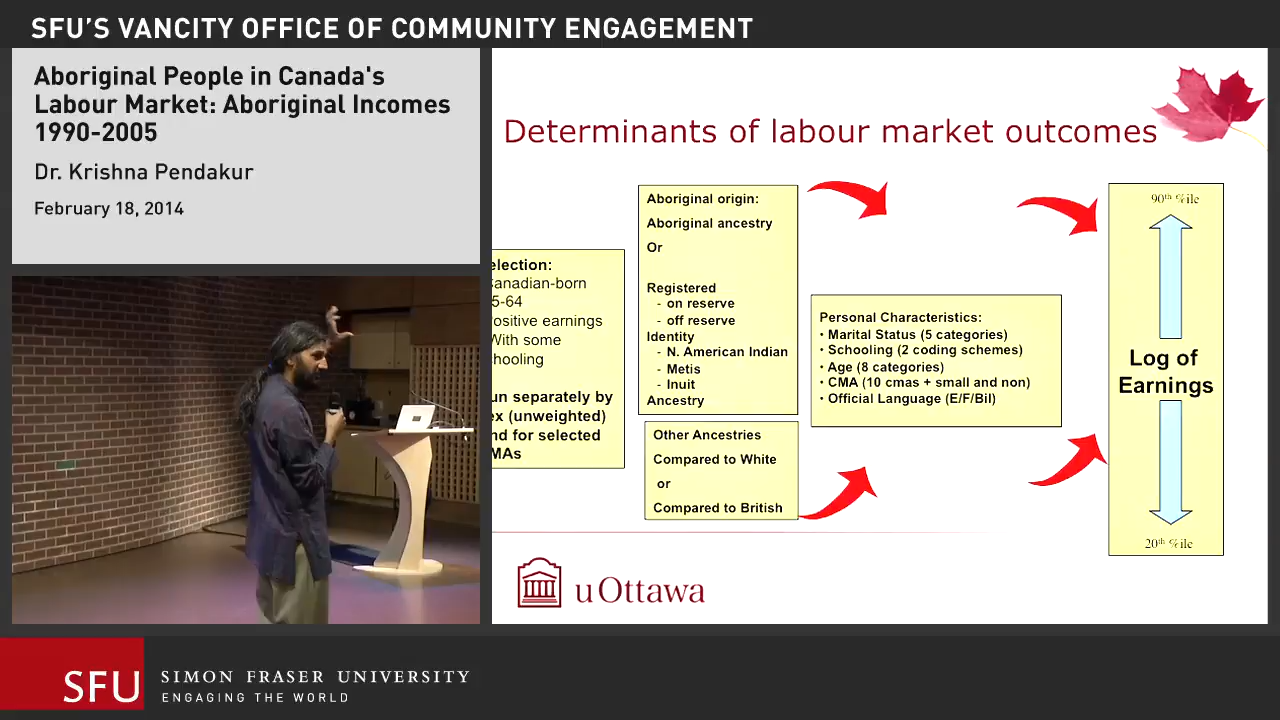 SFU'S VANCITY OFFICE OF COMMUNITY ENGAGEMENT
Aboriginal People in Canada's
Labour Market: Aboriginal Incomes
1990-2005
Dr. Krishna Pendakur
February 18, 2014
Determinants of labour market outcomes
election:
anadian-born
5-64
ositive earnings
With some
chooling
un separately by
ex (unweighted)
nd for selected
MAs
Aboriginal origin:
Aboriginal ancestry
Or
Registered
- on reserve
- off reserve
Identity
- N. American Indian
- Metis
- Inuit
Ancestry
Other Ancestries
Compared to White
or
Compared to British
Personal Characteristics:
• Marital Status (5 categories)
• Schooling (2 coding schemes)
• Age (8 categories)
• CMA (10 cmas + small and non)
• Official Language (E/F/Bil)
90th %ile
Log of
Earnings
20th %ile
uOttawa
SFU
SIMON FRASER UNIVERSITY
ENGAGING THE WORLD